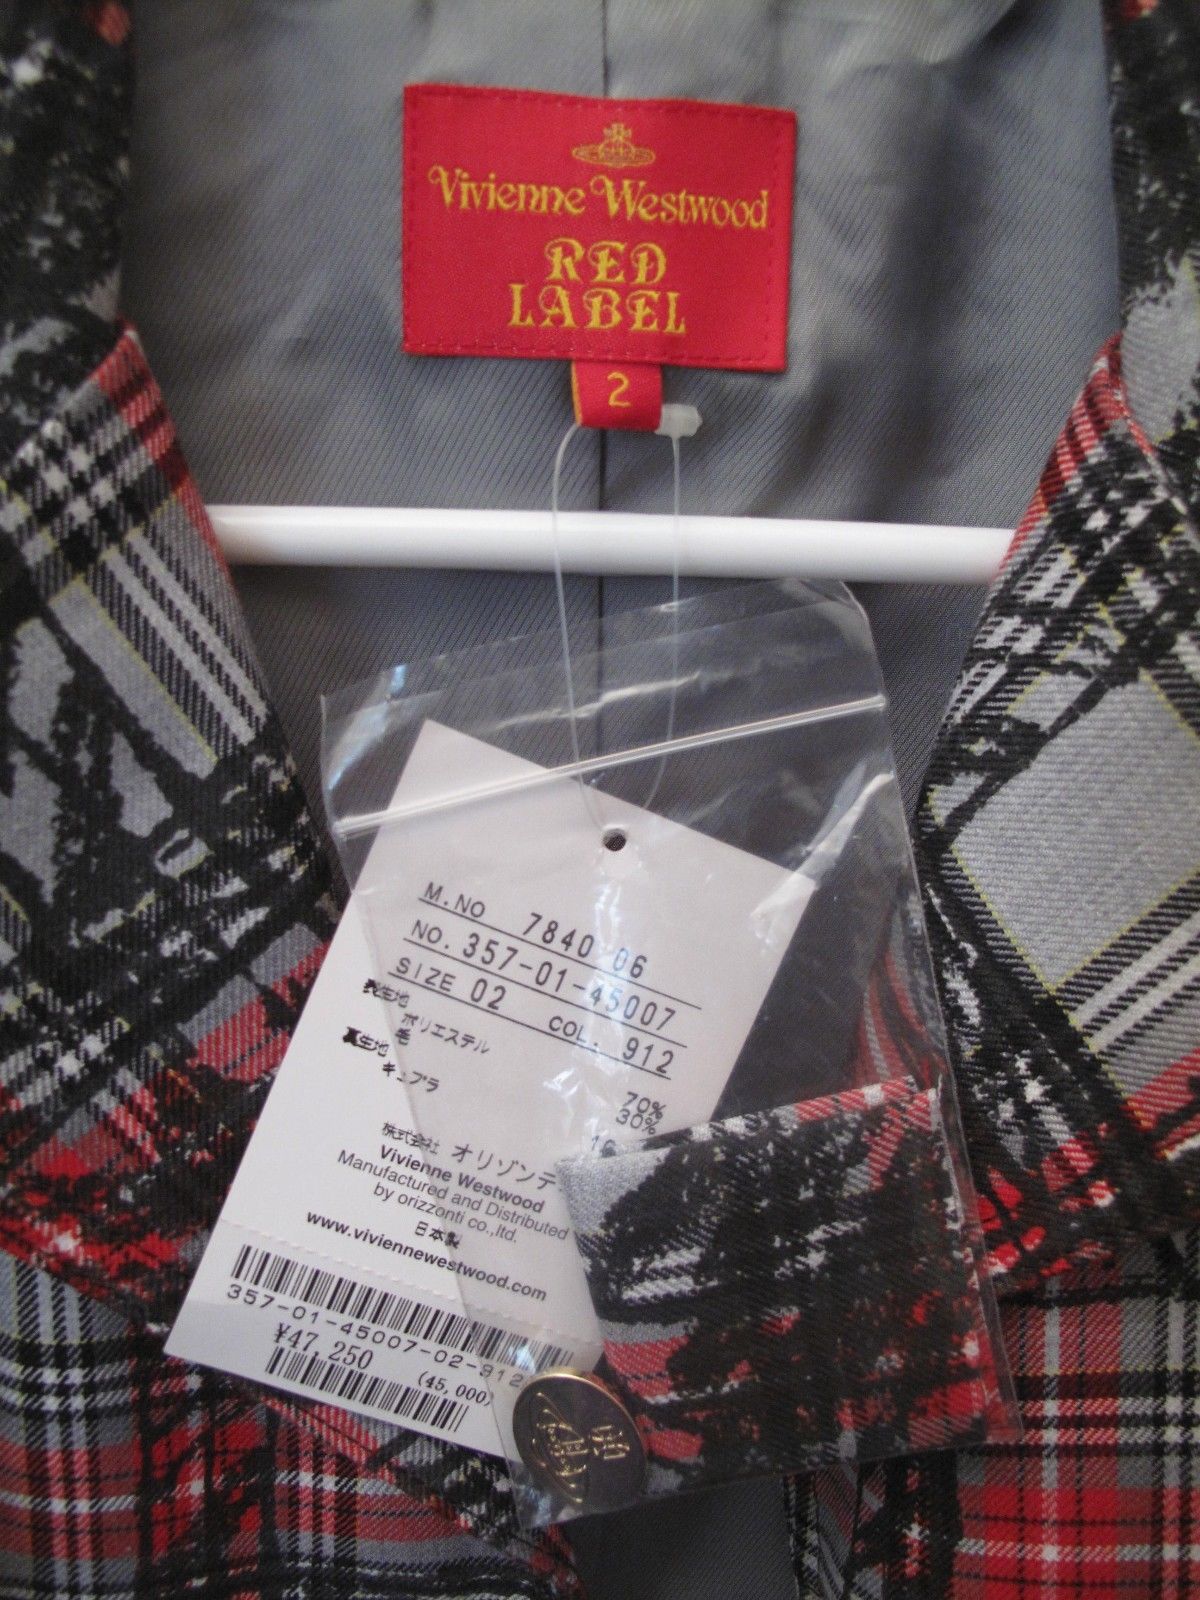 Vivienne Westwood
RED
LABEL
2
M.NO 7840 06
NO. 357-01-45007
SIZE 02 COL. 912
表生地
ポリエステル 70%
30%
裏生地
キュプラ
株式会社 オリゾンテ
Vivienne Westwood
Manufactured and Distributed
by orizzonti co.,ltd.
日本製
www.viviennewestwood.com
357-01-45007-02-912
¥47,250
(45,000)